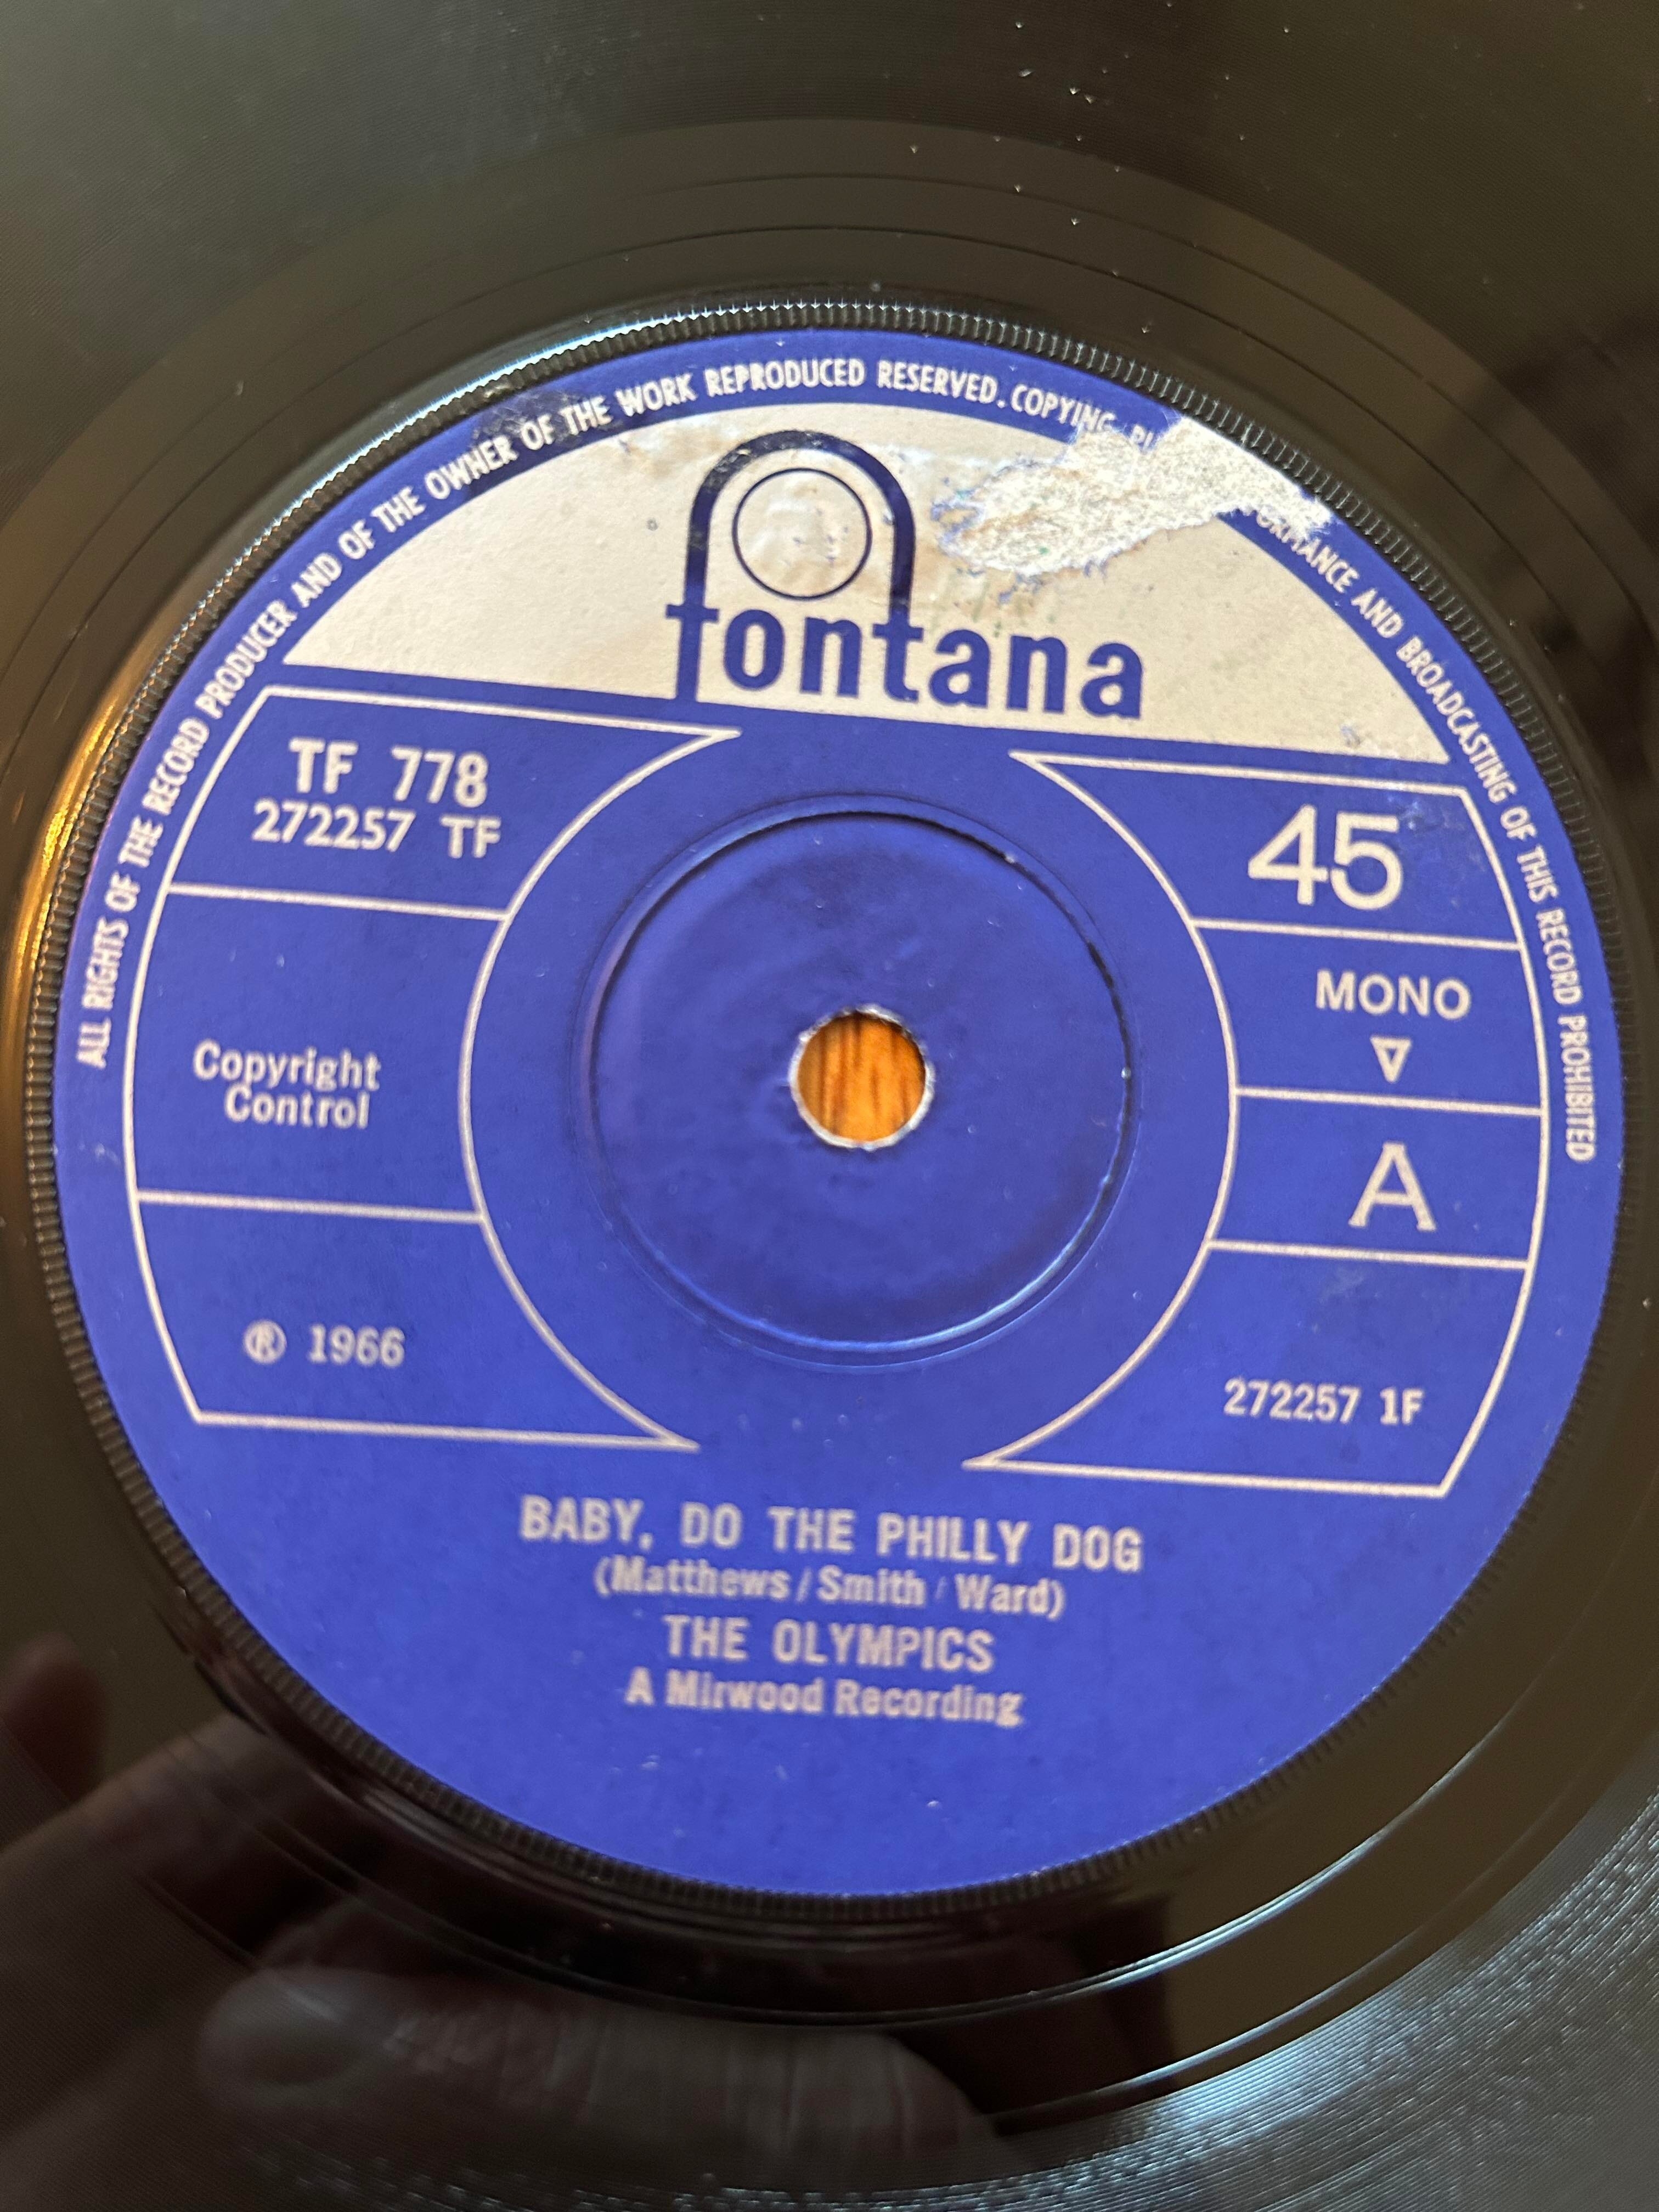 ALL RIGHTS OF THE RECORD PRODUCER AND OF THE OWNER OF THE WORK REPRODUCED RESERVED. COPYING, AND BROADCASTING OF THIS RECORD PROHIBITED
fontana
TF 778
272257 TF
45
MONO
Copyright
Control
A
℗ 1966
272257 1F
BABY, DO THE PHILLY DOG
(Matthews / Smith / Ward)
THE OLYMPICS
A Mirwood Recording